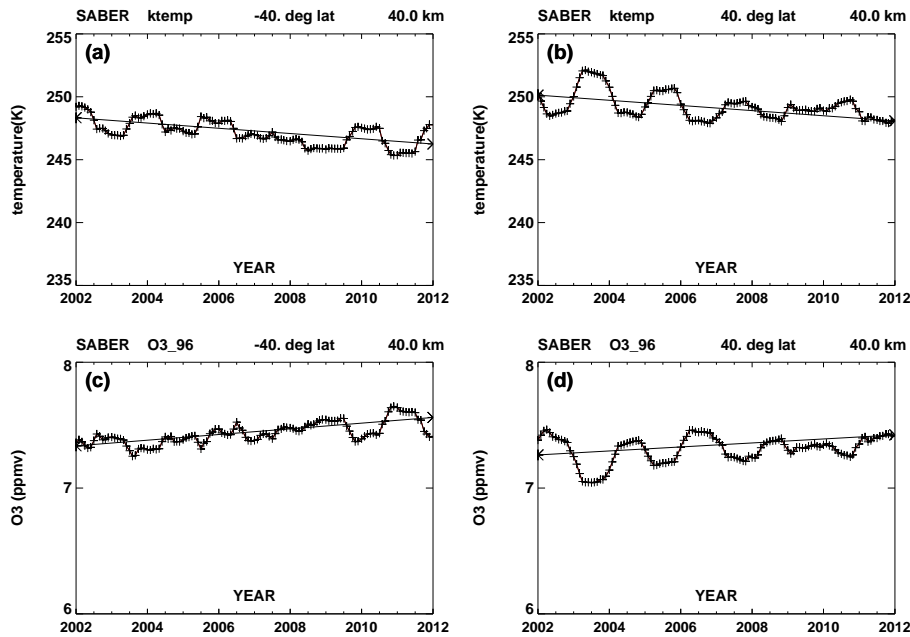 SABER ktemp -40. deg lat 40.0 km
(a)
255
250
245
240
235
temperature(K)
YEAR
2002 2004 2006 2008 2010 2012
SABER ktemp 40. deg lat 40.0 km
(b)
255
250
245
240
235
temperature(K)
YEAR
2002 2004 2006 2008 2010 2012
SABER O3_96 -40. deg lat 40.0 km
(c)
8
7
6
O3 (ppmv)
YEAR
2002 2004 2006 2008 2010 2012
SABER O3_96 40. deg lat 40.0 km
(d)
8
7
6
O3 (ppmv)
YEAR
2002 2004 2006 2008 2010 2012